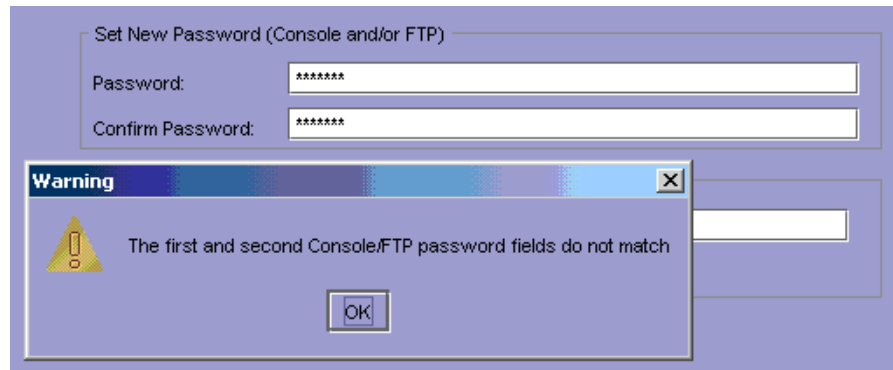 Set New Password (Console and/or FTP)
Password: *******
Confirm Password: *******
Warning
The first and second Console/FTP password fields do not match
OK